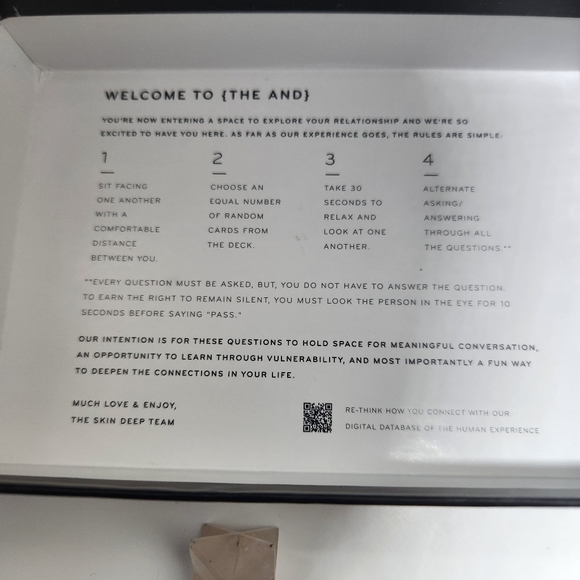 WELCOME TO {THE AND}
YOU'RE NOW ENTERING A SPACE TO EXPLORE YOUR RELATIONSHIP AND WE'RE SO
EXCITED TO HAVE YOU HERE. AS FAR AS OUR EXPERIENCE GOES, THE RULES ARE SIMPLE:
1
SIT FACING
ONE ANOTHER
WITH A
COMFORTABLE
DISTANCE
BETWEEN YOU.
2
CHOOSE AN
EQUAL NUMBER
OF RANDOM
CARDS FROM
THE DECK.
3
TAKE 30
SECONDS TO
RELAX AND
LOOK AT ONE
ANOTHER.
4
ALTERNATE
ASKING/
ANSWERING
THROUGH ALL
THE QUESTIONS.**
**EVERY QUESTION MUST BE ASKED, BUT, YOU DO NOT HAVE TO ANSWER THE QUESTION.
TO EARN THE RIGHT TO REMAIN SILENT, YOU MUST LOOK THE PERSON IN THE EYE FOR 10
SECONDS BEFORE SAYING "PASS."
OUR INTENTION IS FOR THESE QUESTIONS TO HOLD SPACE FOR MEANINGFUL CONVERSATION,
AN OPPORTUNITY TO LEARN THROUGH VULNERABILITY, AND MOST IMPORTANTLY A FUN WAY
TO DEEPEN THE CONNECTIONS IN YOUR LIFE.
MUCH LOVE & ENJOY,
THE SKIN DEEP TEAM
RE-THINK HOW YOU CONNECT WITH OUR
DIGITAL DATABASE OF THE HUMAN EXPERIENCE